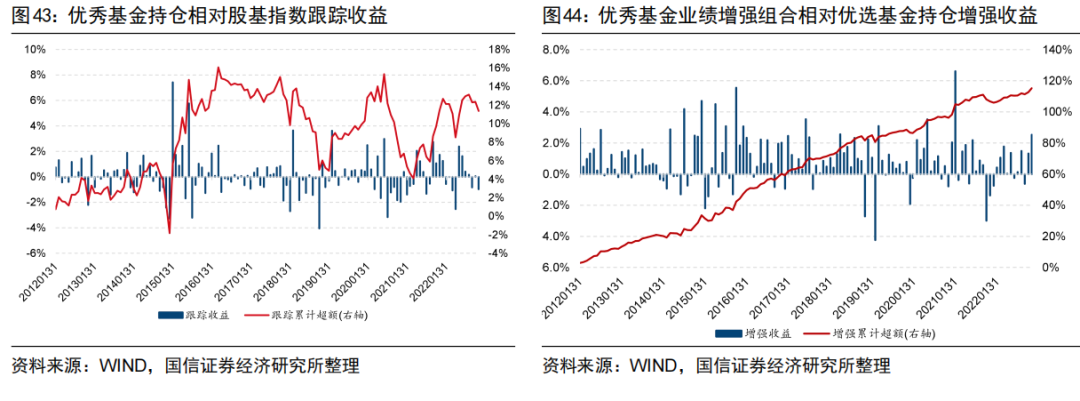 图43：优秀基金持仓相对股基指数跟踪收益
10% 18%
8% 16%
6% 14%
4% 12%
2% 10%
0% 8%
-2% 6%
-4% 4%
-6% 2%
0%
-2%
-4%
20120131 20130131 20140131 20150131 20160131 20170131 20180131 20190131 20200131 20210131 20220131
跟踪收益 跟踪累计超额(右轴)
资料来源：WIND，国信证券经济研究所整理
图44：优秀基金业绩增强组合相对优选基金持仓增强收益
8.0% 140%
6.0% 120%
4.0% 100%
2.0% 80%
0.0% 60%
2.0% 40%
4.0% 20%
6.0% 0%
20120131 20130131 20140131 20150131 20160131 20170131 20180131 20190131 20200131 20210131 20220131
增强收益 增强累计超额(右轴)
资料来源：WIND，国信证券经济研究所整理